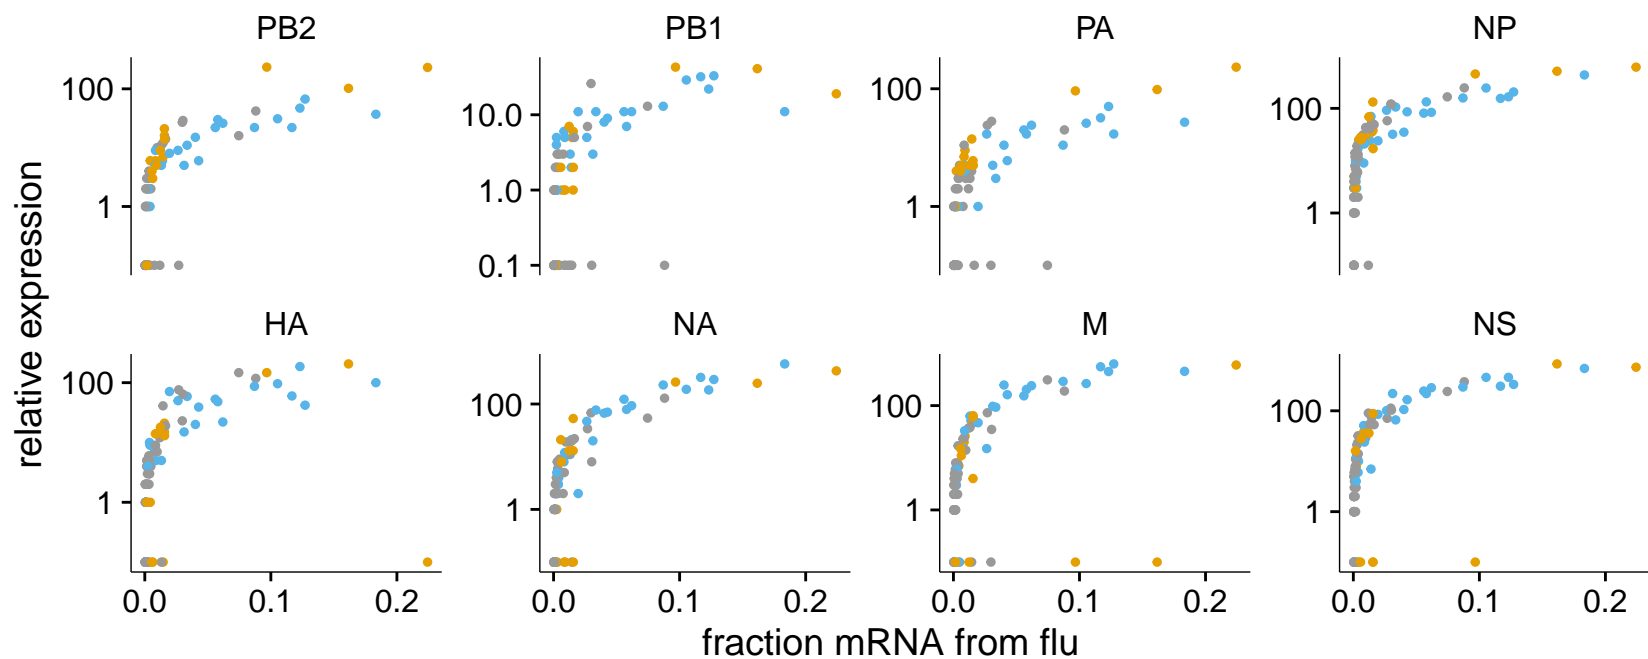 PB2 PB1 PA NP
100 10.0 100 100
1.0
1 1 1
0.1
relative expression
HA NA M NS
100 100 100 100
1 1 1 1
0.0 0.1 0.2 0.0 0.1 0.2 0.0 0.1 0.2 0.0 0.1 0.2
fraction mRNA from flu